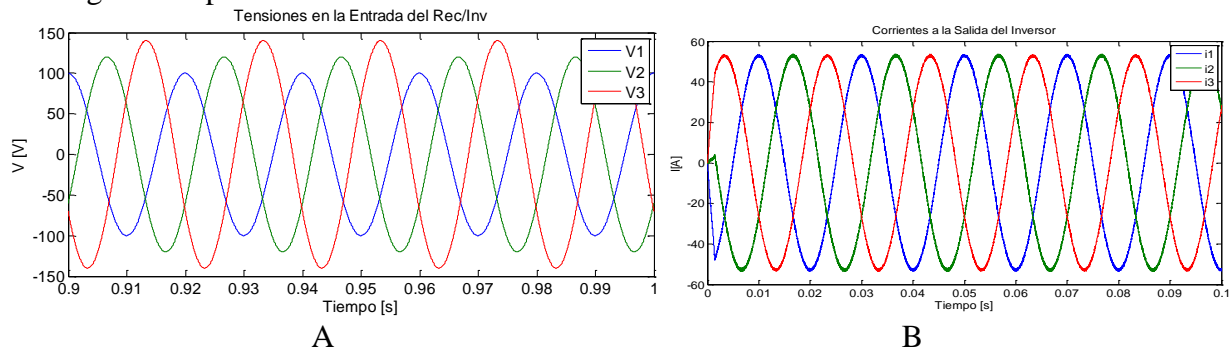 Tensiones en la Entrada del Rec/Inv
150
100
50
0
-50
-100
-150
V [V]
V1
V2
V3
0.9 0.91 0.92 0.93 0.94 0.95 0.96 0.97 0.98 0.99 1
Tiempo [s]
A
Corrientes a la Salida del Inversor
60
40
20
0
-20
-40
-60
I[A]
i1
i2
i3
0 0.01 0.02 0.03 0.04 0.05 0.06 0.07 0.08 0.09 0.1
Tiempo [s]
B